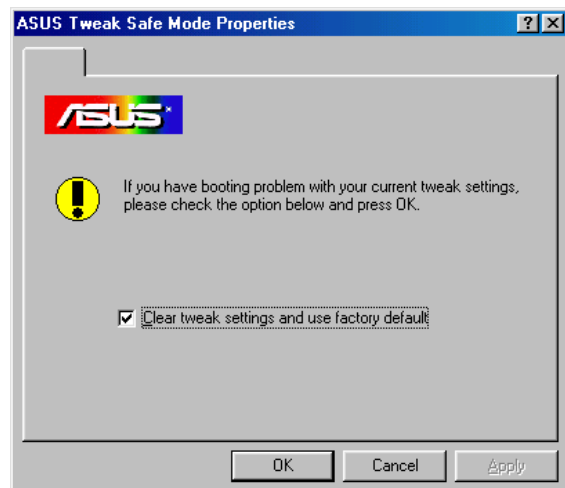 ASUS Tweak Safe Mode Properties
ASUS
If you have booting problem with your current tweak settings,
please check the option below and press OK.
Clear tweak settings and use factory default
OK Cancel Apply